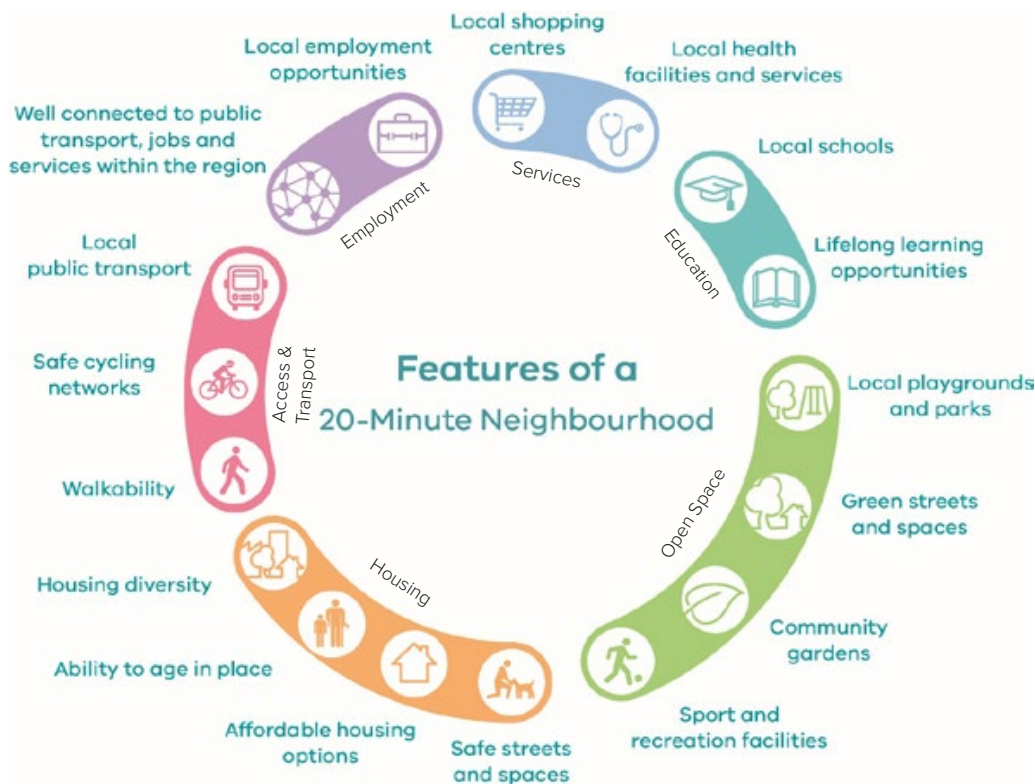 Local shopping
centres
Local health
facilities and services
Services
Local schools
Lifelong learning
opportunities
Education
Local playgrounds
and parks
Green streets
and spaces
Community
gardens
Sport and
recreation facilities
Open Space
Safe streets
and spaces
Affordable housing
options
Ability to age in place
Housing diversity
Housing
Walkability
Safe cycling
networks
Local
public transport
Access &
Transport
Well connected to public
transport, jobs and
services within the region
Local employment
opportunities
Employment
Features of a
20-Minute Neighbourhood